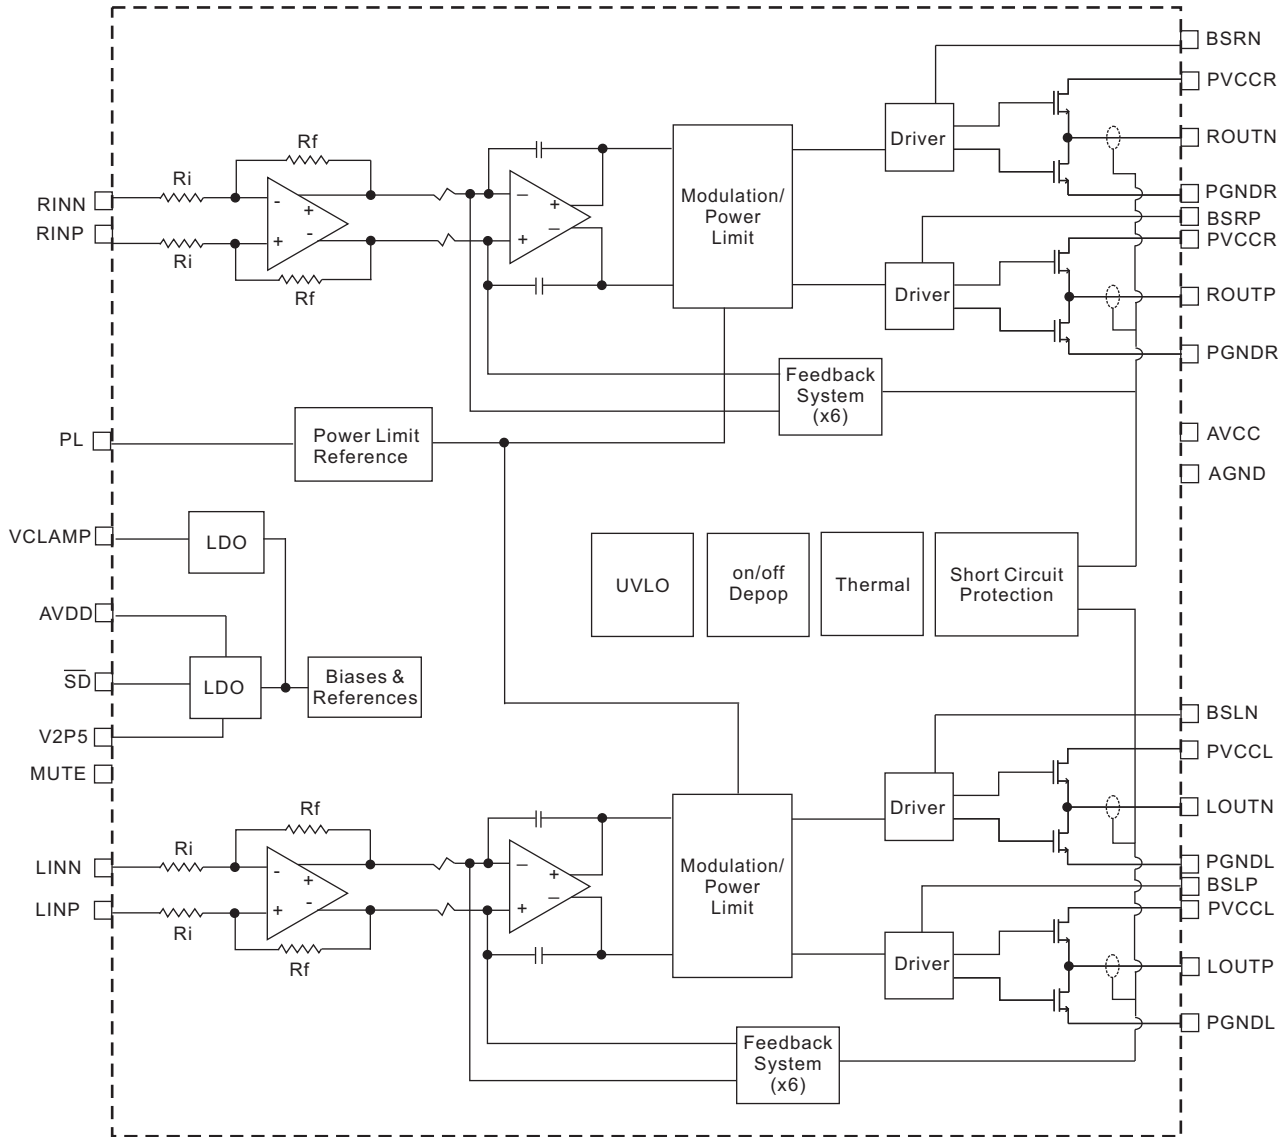 BSRN
PVCCR
Rf
Driver
ROUTN
Ri
-
+
-
+
−
+
−
+
Modulation/
Power
Limit
RINN
PGNDR
BSRP
RINP
PVCCR
Ri
Rf
Driver
ROUTP
PGNDR
Feedback
System
(x6)
PL
Power Limit
Reference
AVCC
AGND
VCLAMP
LDO
UVLO
on/off
Depop
Thermal
Short Circuit
Protection
AVDD
SD
LDO
Biases &
References
V2P5
MUTE
BSLN
PVCCL
Rf
Driver
LOUTN
Ri
-
+
-
+
−
+
−
+
Modulation/
Power
Limit
LINN
PGNDL
BSLP
LINP
PVCCL
Ri
Rf
Driver
LOUTP
PGNDL
Feedback
System
(x6)